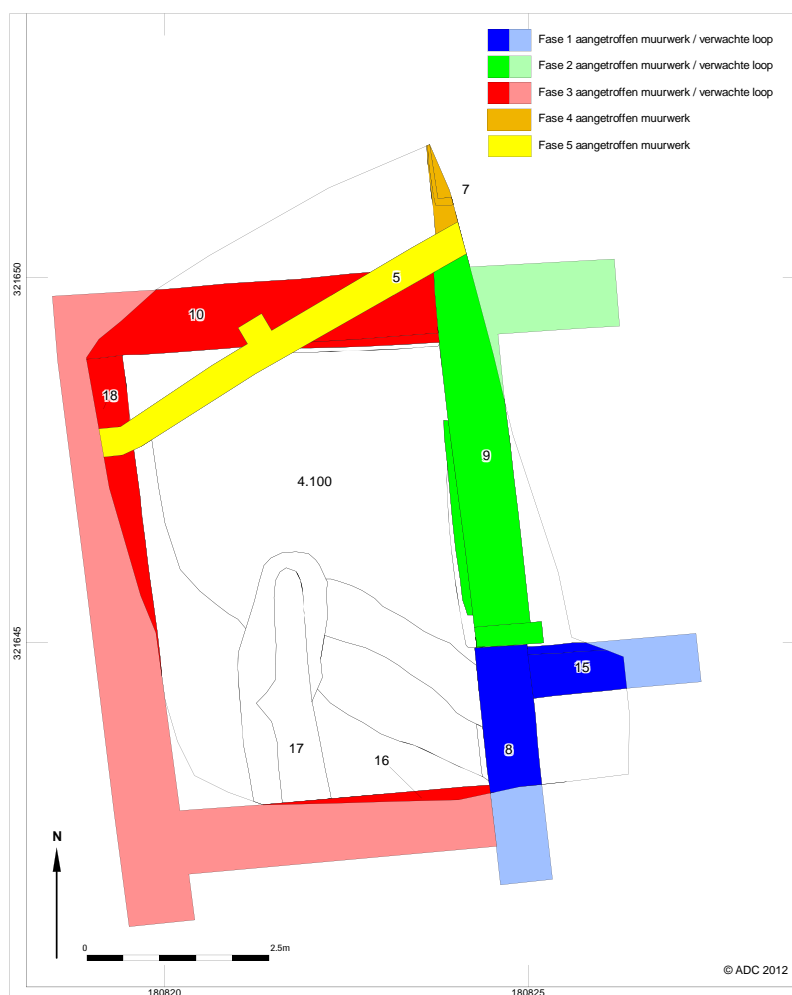 Fase 1 aangetroffen muurwerk / verwachte loop
Fase 2 aangetroffen muurwerk / verwachte loop
Fase 3 aangetroffen muurwerk / verwachte loop
Fase 4 aangetroffen muurwerk
Fase 5 aangetroffen muurwerk
7
321650
5
10
18
9
4.100
321645
15
17
8
16
N
0
2.5m
© ADC 2012
180820
180825